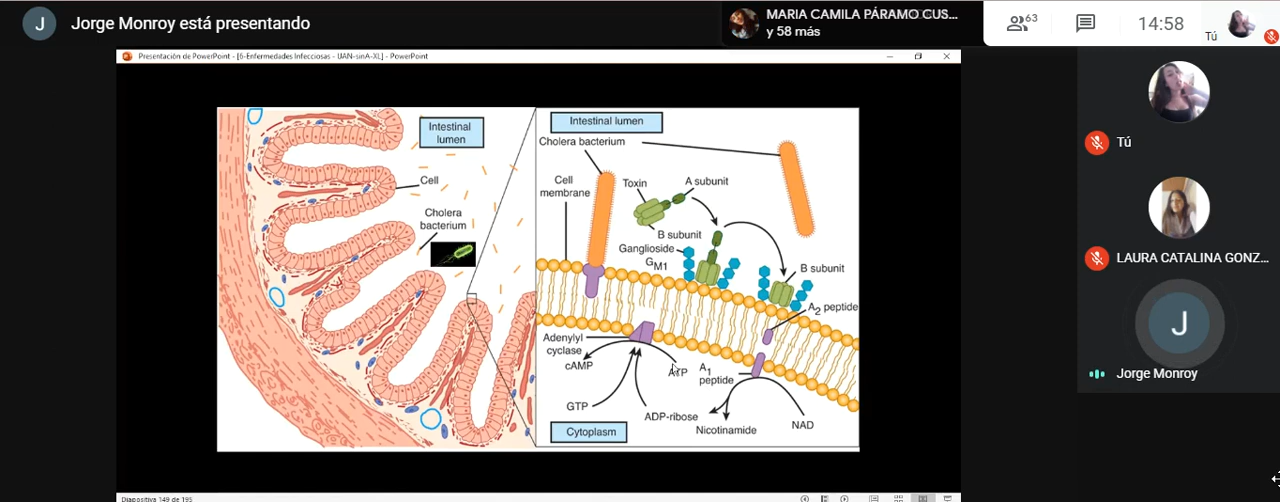 J
Jorge Monroy está presentando
MARIA CAMILA PÁRAMO CUS...
y 58 más
63
14:58
Tú
Presentación de PowerPoint - [6-Enfermedades Infecciosas - UAN-sinA-XL] - PowerPoint
Intestinal
lumen
Cell
Cholera
bacterium
Intestinal lumen
Cholera bacterium
Cell
membrane
Toxin
A subunit
B subunit
Ganglioside
GM1
B subunit
A2 peptide
Adenylyl
cyclase
cAMP
ATP
A1
peptide
GTP
ADP-ribose
Nicotinamide
NAD
Cytoplasm
Diapositiva 149 de 195
Tú
LAURA CATALINA GONZ...
J
Jorge Monroy